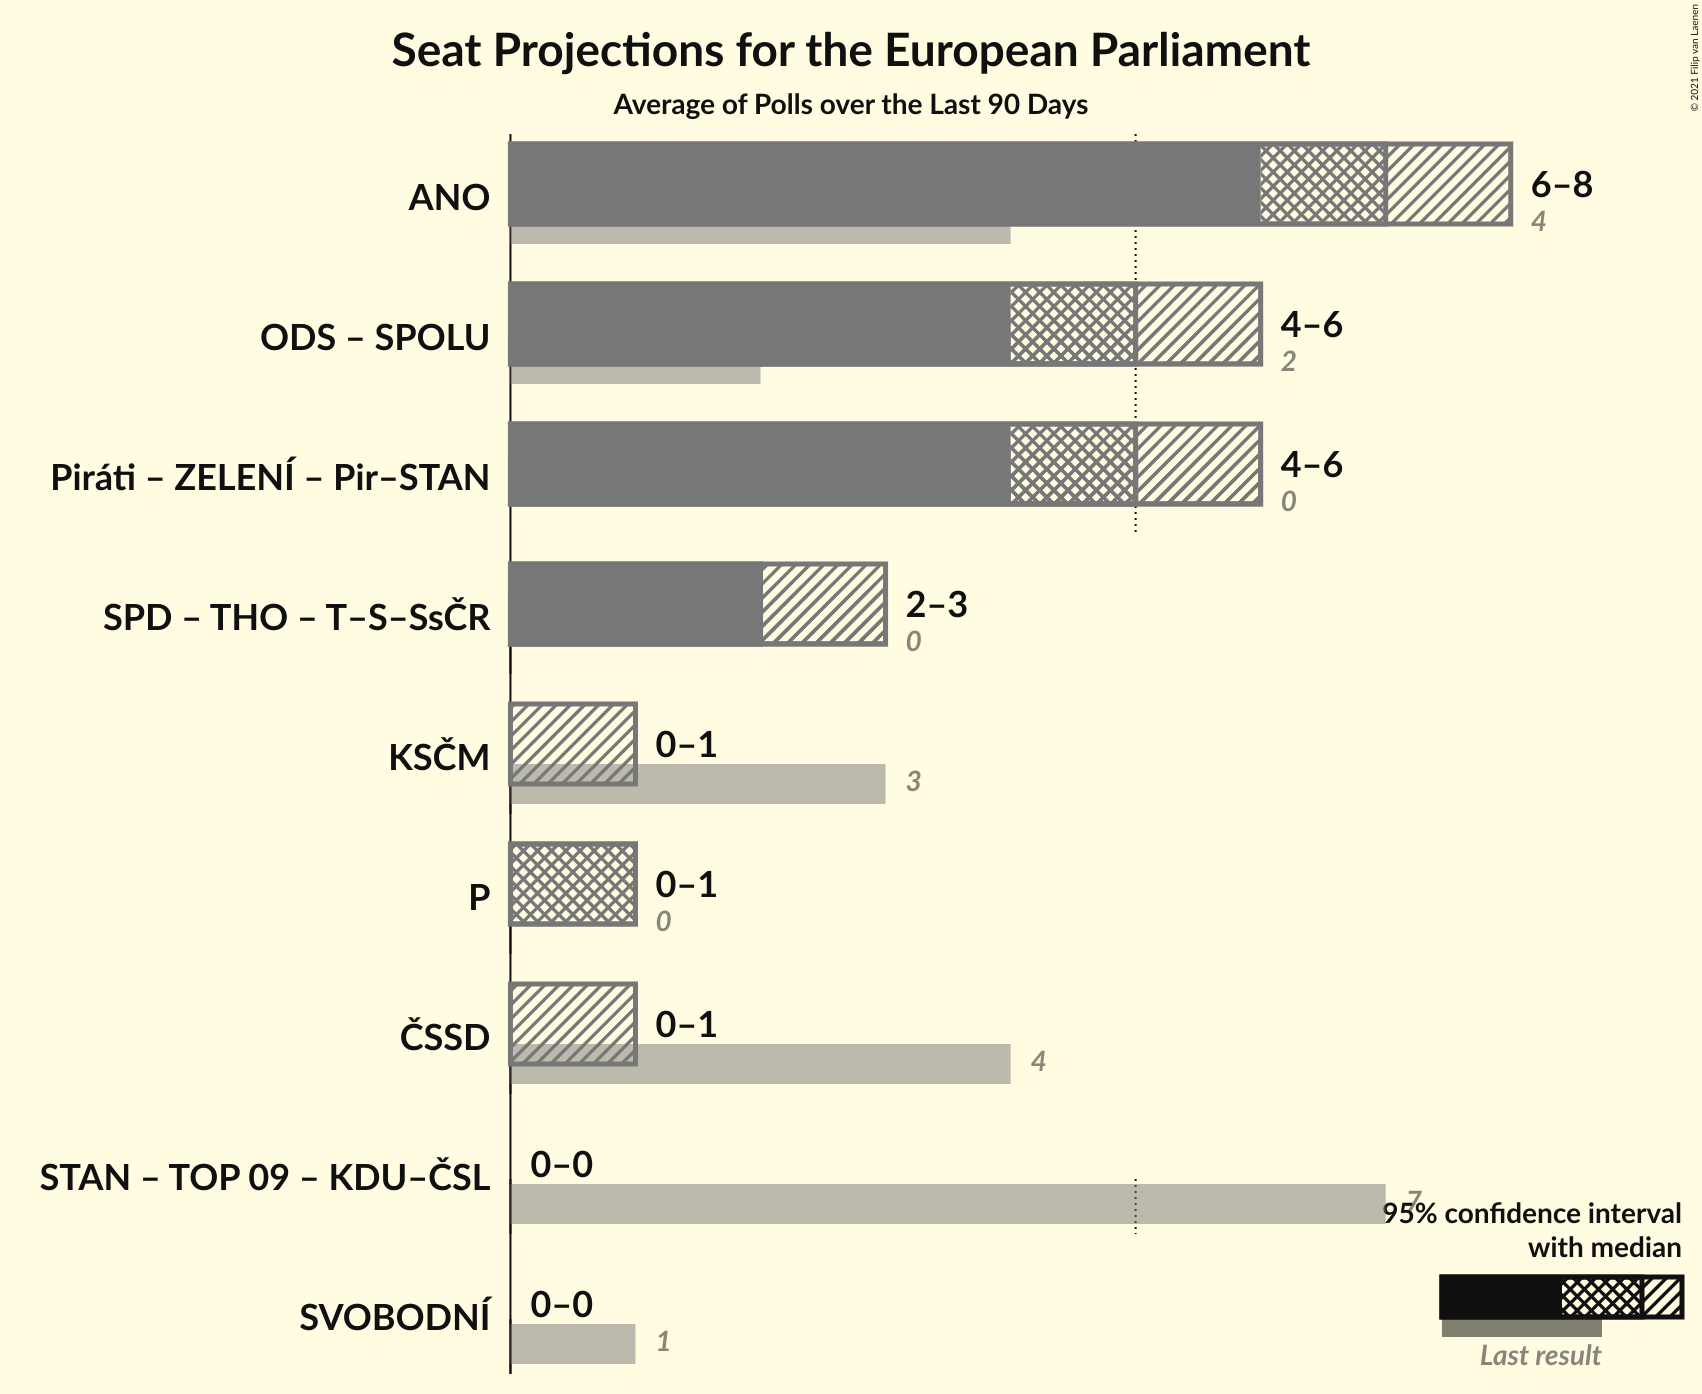 Seat Projections for the European Parliament
Average of Polls over the Last 90 Days
© 2021 Filip van Laenen
ANO
6–8
4
ODS – SPOLU
4–6
2
Piráti – ZELENÍ – Pir–STAN
4–6
0
SPD – THO – T–S–SsČR
2–3
0
KSČM
0–1
3
P
0–1
0
ČSSD
0–1
4
STAN – TOP 09 – KDU–ČSL
0–0
7
SVOBODNÍ
0–0
1
95% confidence interval
with median
Last result